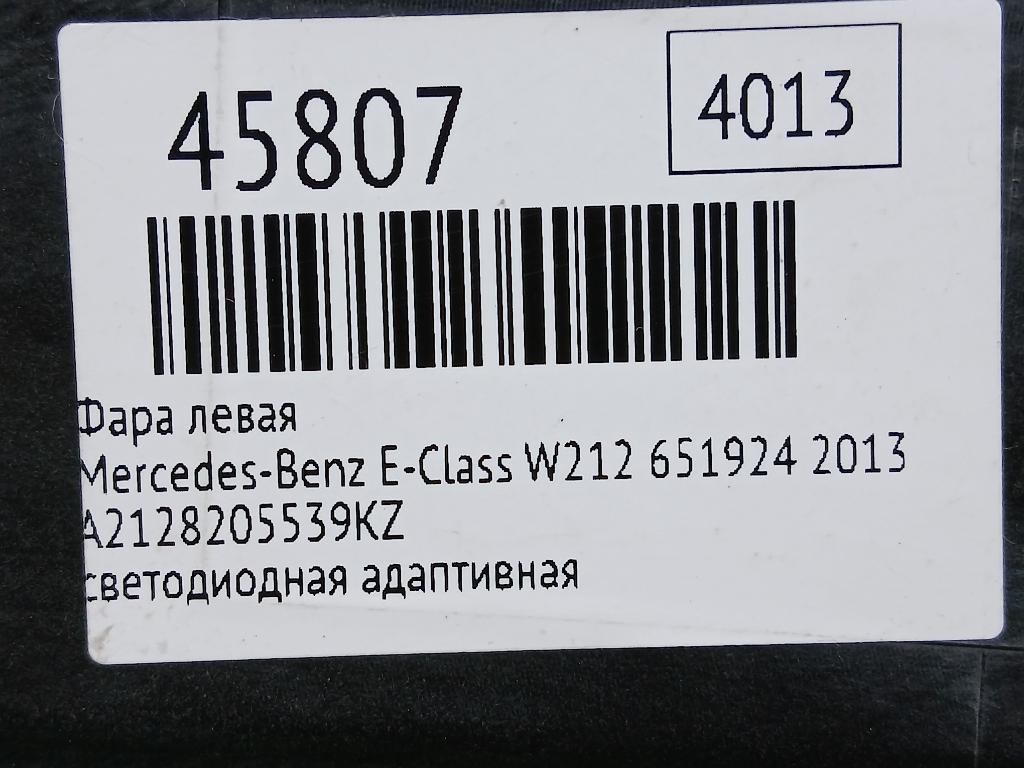 45807
4013
Фара левая
Mercedes-Benz E-Class W212 651924 2013
A2128205539KZ
светодиодная адаптивная